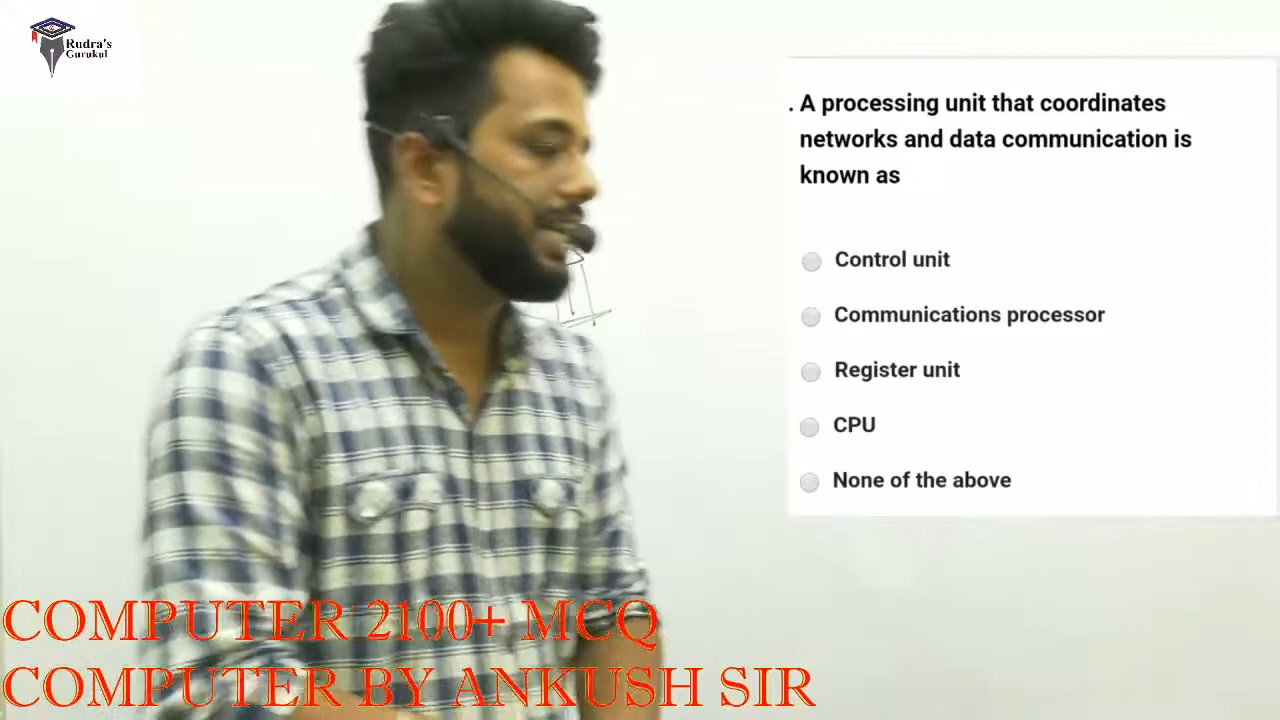 Rudra's
Gurukul
. A processing unit that coordinates
networks and data communication is
known as
Control unit
Communications processor
Register unit
CPU
None of the above
COMPUTER 2100+ MCQ
COMPUTER BY ANKUSH SIR